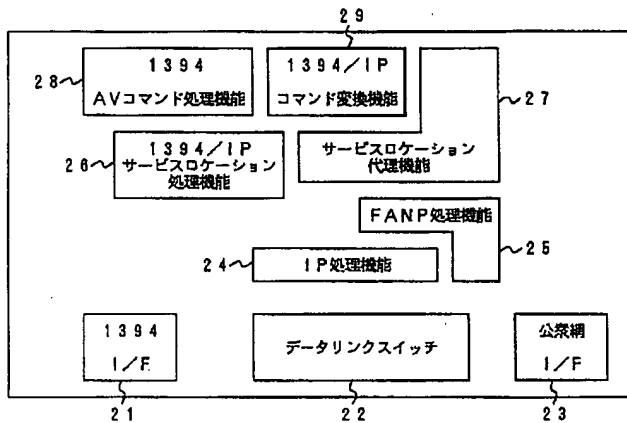 ２９
２８
１３９４
ＡＶコマンド処理機能
１３９４／ＩＰ
コマンド変換機能
２７
２６
１３９４／ＩＰ
サービスロケーション
処理機能
サービスロケーション
代理機能
ＦＡＮＰ処理機能
２４
ＩＰ処理機能
２５
１３９４
Ｉ／Ｆ
データリンクスイッチ
公衆網
Ｉ／Ｆ
２１
２２
２３